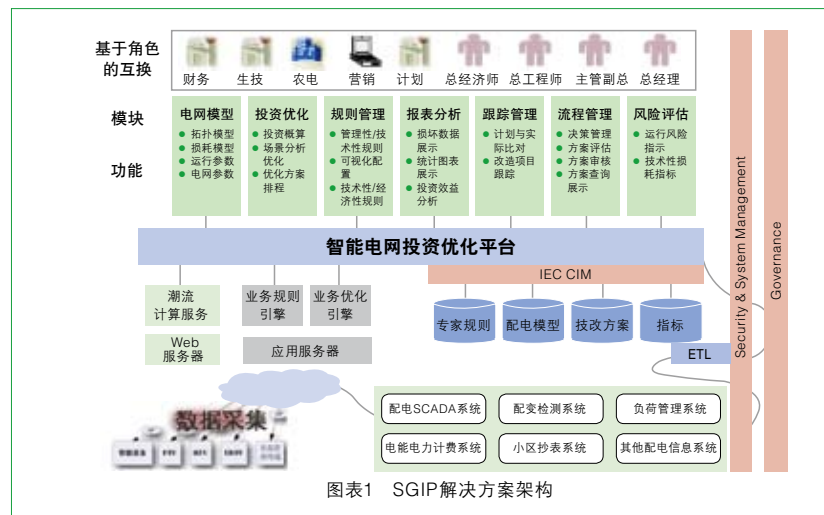 基于角色
的互换
财务 生技 农电 营销 计划 总经济师 总工程师 主管副总 总经理
模块
功能
电网模型
拓扑模型
损耗模型
运行参数
电网参数
投资优化
投资概算
场景分析
优化
优化方案
排程
规则管理
管理性/技
术性规则
可视化配
置
技术性/经
济性规则
报表分析
损坏数据
展示
统计图表
展示
投资效益
分析
跟踪管理
计划与实
际比对
改造项目
跟踪
流程管理
决策管理
方案评估
方案审核
方案查询
展示
风险评估
运行风险
指示
技术性损
耗指标
智能电网投资优化平台
IEC CIM
潮流
计算服务
业务规则
引擎
业务优化
引擎
专家规则
配电模型
技改方案
指标
Web
服务器
应用服务器
ETL
Security & System Management
Governance
数据采集
配电SCADA系统
配变检测系统
负荷管理系统
电能电力计费系统
小区抄表系统
其他配电信息系统
图表1 SGIP解决方案架构